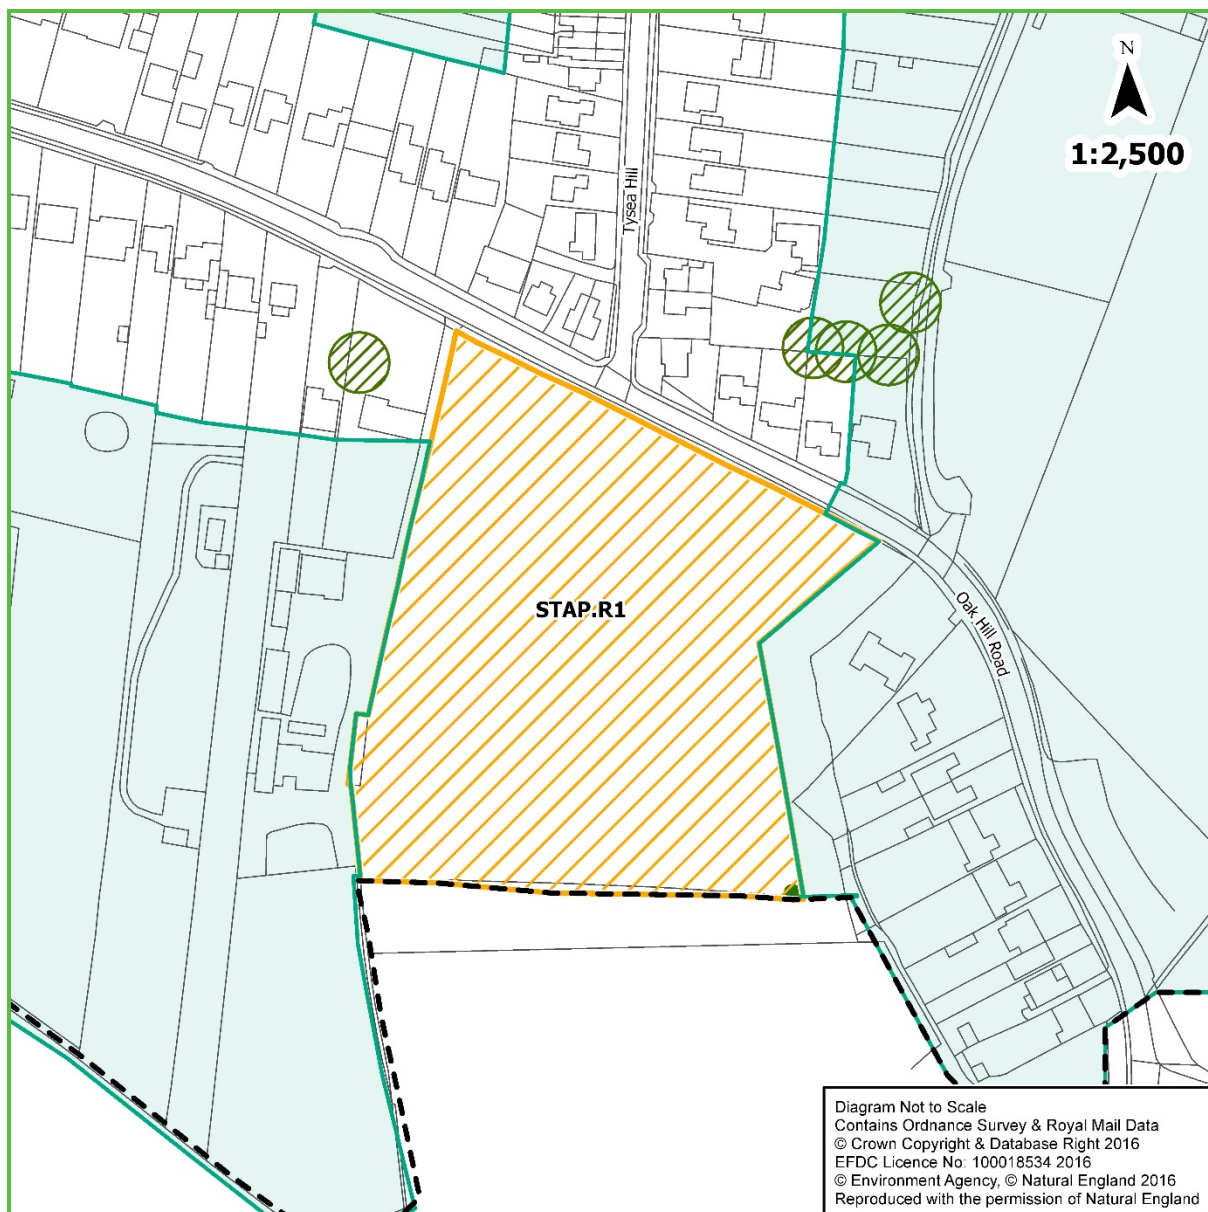 N
1:2,500
Tysea Hill
STAP.R1
Oak Hill Road
Diagram Not to Scale
Contains Ordnance Survey & Royal Mail Data
© Crown Copyright & Database Right 2016
EFDC Licence No: 100018534 2016
© Environment Agency, © Natural England 2016
Reproduced with the permission of Natural England